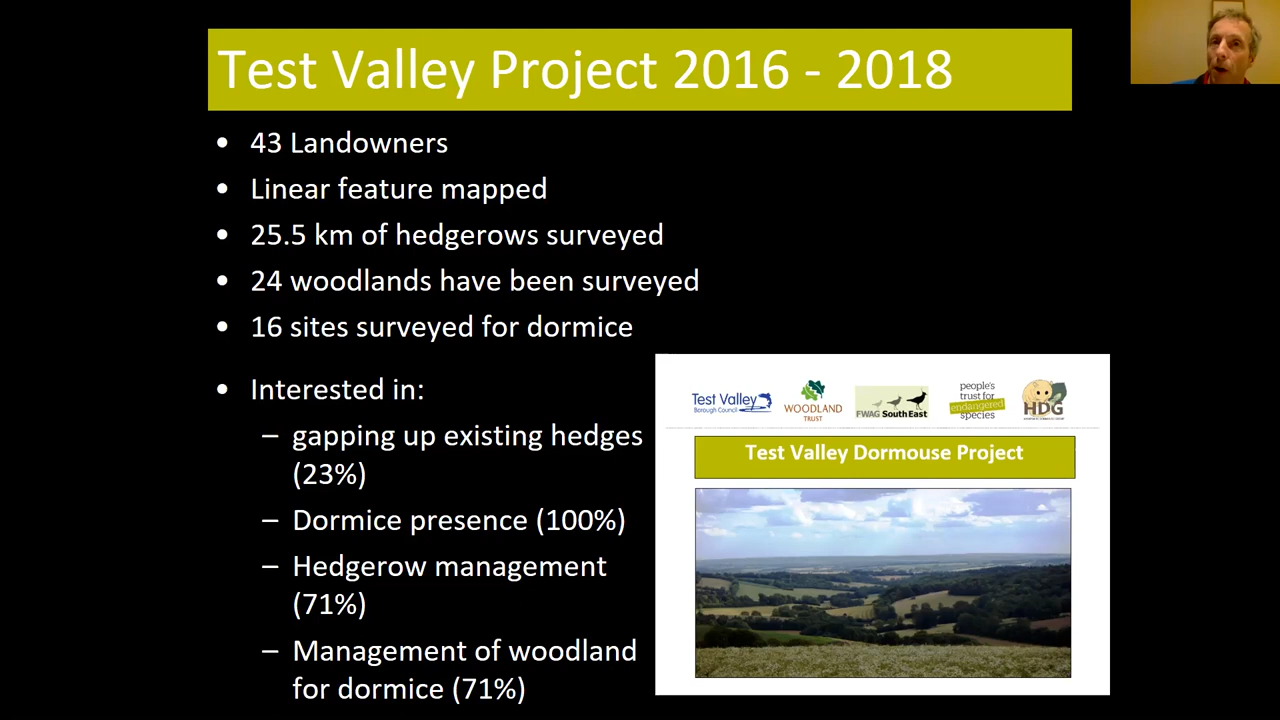 Test Valley Project 2016 - 2018
• 43 Landowners
• Linear feature mapped
• 25.5 km of hedgerows surveyed
• 24 woodlands have been surveyed
• 16 sites surveyed for dormice
• Interested in:
– gapping up existing hedges
(23%)
– Dormice presence (100%)
– Hedgerow management
(71%)
– Management of woodland
for dormice (71%)
Test Valley
Borough Council
WOODLAND
TRUST
FWAG South East
people's
trust for
endangered
species
HDG
Test Valley Dormouse Project